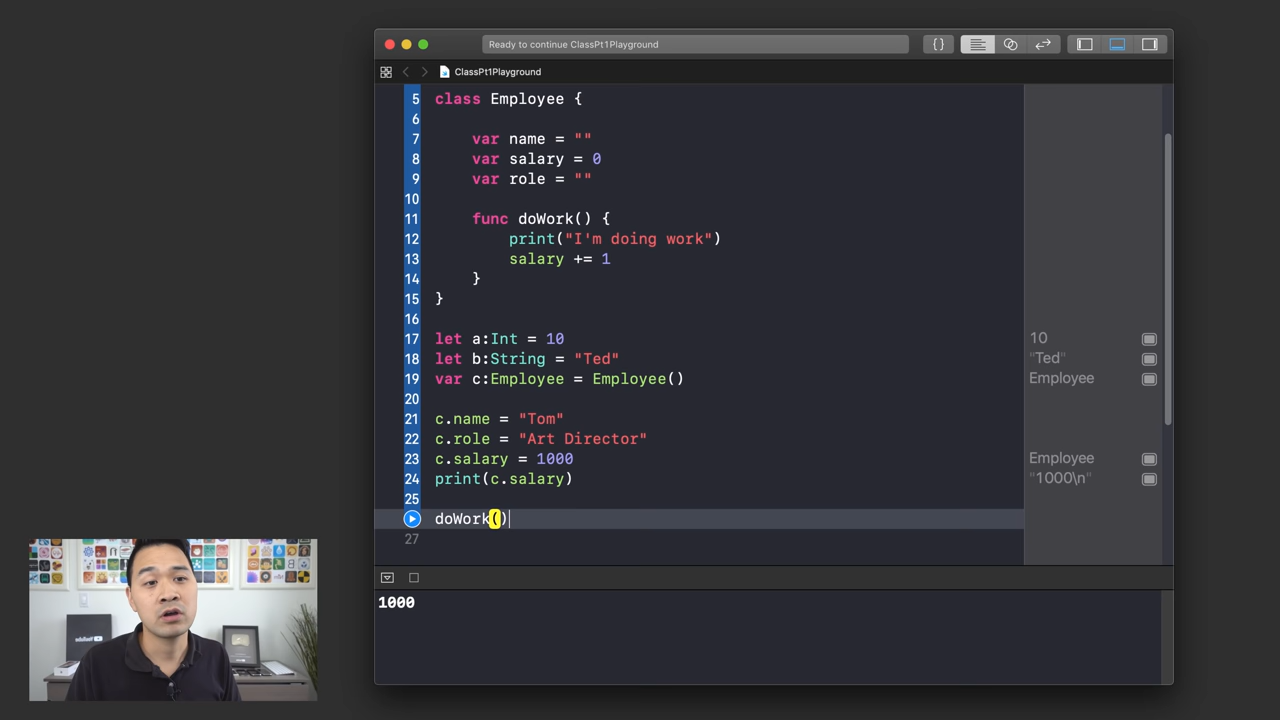 Ready to continue ClassPt1Playground
{}
ClassPt1Playground
5 class Employee {
6
7 var name = ""
8 var salary = 0
9 var role = ""
10
11 func doWork() {
12 print("I'm doing work")
13 salary += 1
14 }
15 }
16
17 let a:Int = 10 10
18 let b:String = "Ted" "Ted"
19 var c:Employee = Employee() Employee
20
21 c.name = "Tom"
22 c.role = "Art Director"
23 c.salary = 1000 Employee
24 print(c.salary) "1000\n"
25
doWork()
27
1000
YouTube